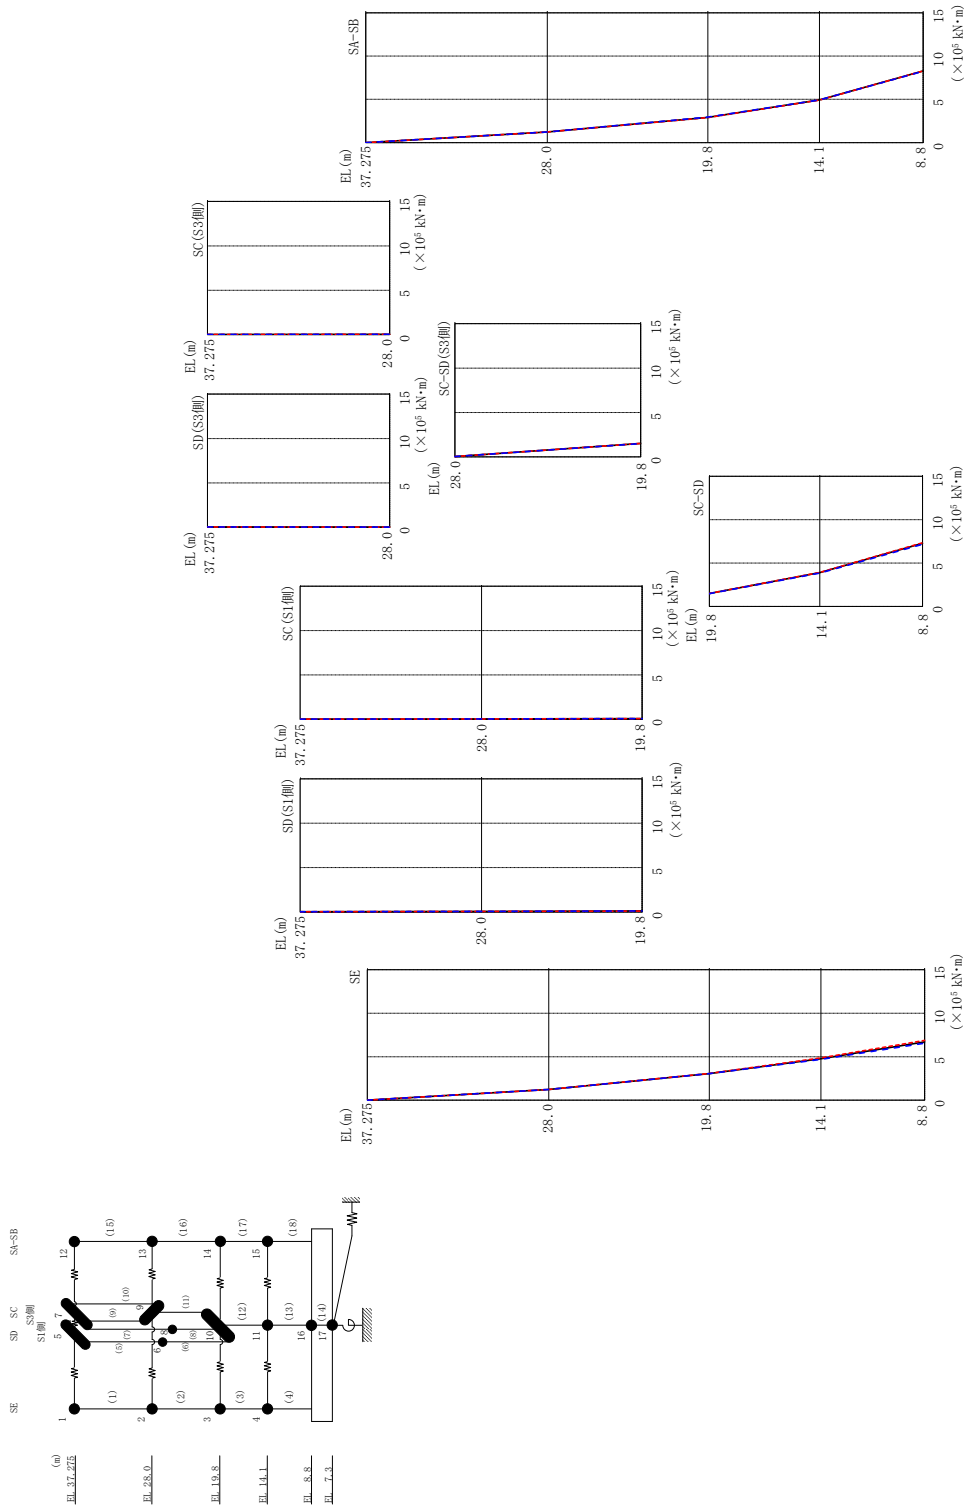 SE
SD
SC
SA-SB
S1側
S3側
(m)
EL 37.275
EL 28.0
EL 19.8
EL 14.1
EL 8.8
EL 7.3
1
5
7
12
(1)
(5)
(7)
(9)
(10)
(15)
2
6
8
9
13
(2)
(6)
(8)
(11)
(16)
3
10
14
(3)
(12)
(17)
4
11
15
(4)
(13)
(18)
16
(14)
17
SE
EL(m)
37.275
28.0
19.8
14.1
8.8
0
5
10
15
(×10⁵ kN・m)
SD(S1側)
EL(m)
37.275
28.0
19.8
0
5
10
15
(×10⁵ kN・m)
SC(S1側)
EL(m)
37.275
28.0
19.8
0
5
10
15
(×10⁵ kN・m)
SD(S3側)
EL(m)
37.275
28.0
0
5
10
15
(×10⁵ kN・m)
SC(S3側)
EL(m)
37.275
28.0
0
5
10
15
(×10⁵ kN・m)
SC-SD(S3側)
EL(m)
28.0
19.8
0
5
10
15
(×10⁵ kN・m)
SC-SD
EL(m)
19.8
14.1
8.8
0
5
10
15
(×10⁵ kN・m)
SA-SB
EL(m)
37.275
28.0
19.8
14.1
8.8
0
5
10
15
(×10⁵ kN・m)